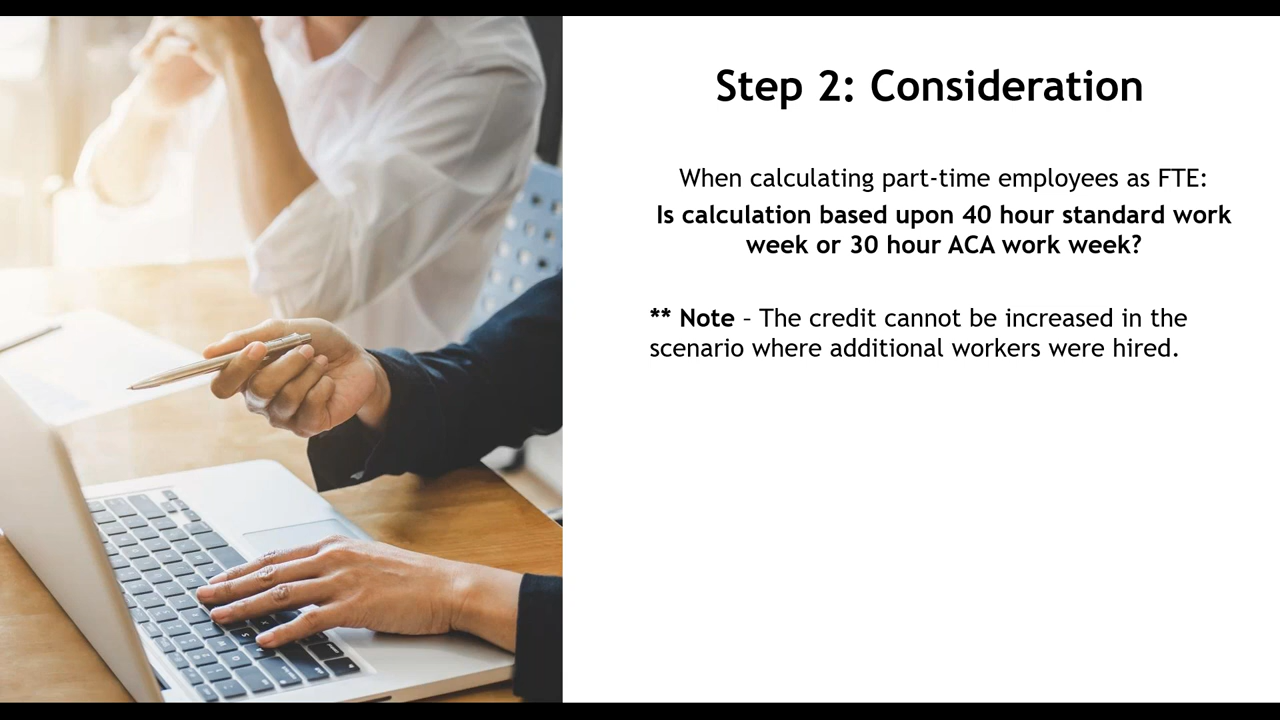 Step 2: Consideration
When calculating part-time employees as FTE:
Is calculation based upon 40 hour standard work
week or 30 hour ACA work week?
** Note – The credit cannot be increased in the
scenario where additional workers were hired.